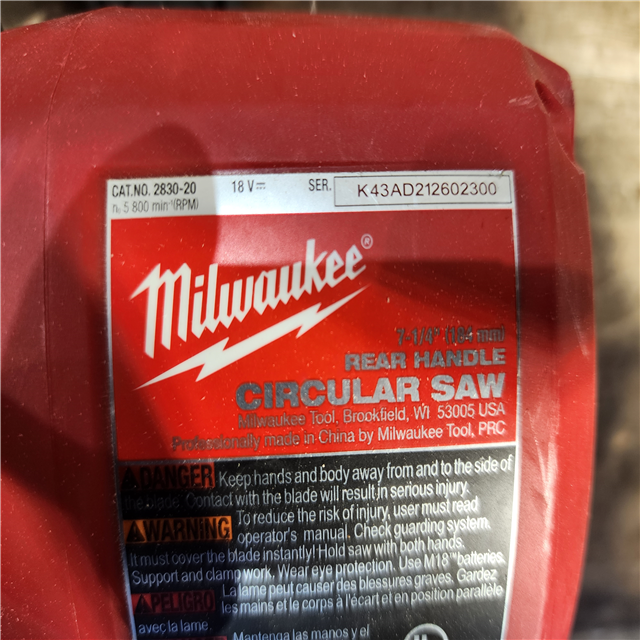 CAT.NO. 2830-20 18 V⎓ SER. K43AD212602300
n₀ 5 800 min⁻¹(RPM)
Milwaukee®
7-1/4" (184 mm)
REAR HANDLE
CIRCULAR SAW
Milwaukee Tool, Brookfield, WI 53005 USA
Professionally made in China by Milwaukee Tool, PRC
DANGER Keep hands and body away from and to the side of
the blade. Contact with the blade will result in serious injury.
WARNING To reduce the risk of injury, user must read
operator's manual. Check guarding system.
It must cover the blade instantly! Hold saw with both hands.
Support and clamp work. Wear eye protection. Use M18™ batteries.
PELIGRO La lame peut causer des blessures graves. Gardez
les mains et le corps à l'écart et en position parallèle
avec la lame.
Mantenga las manos y el